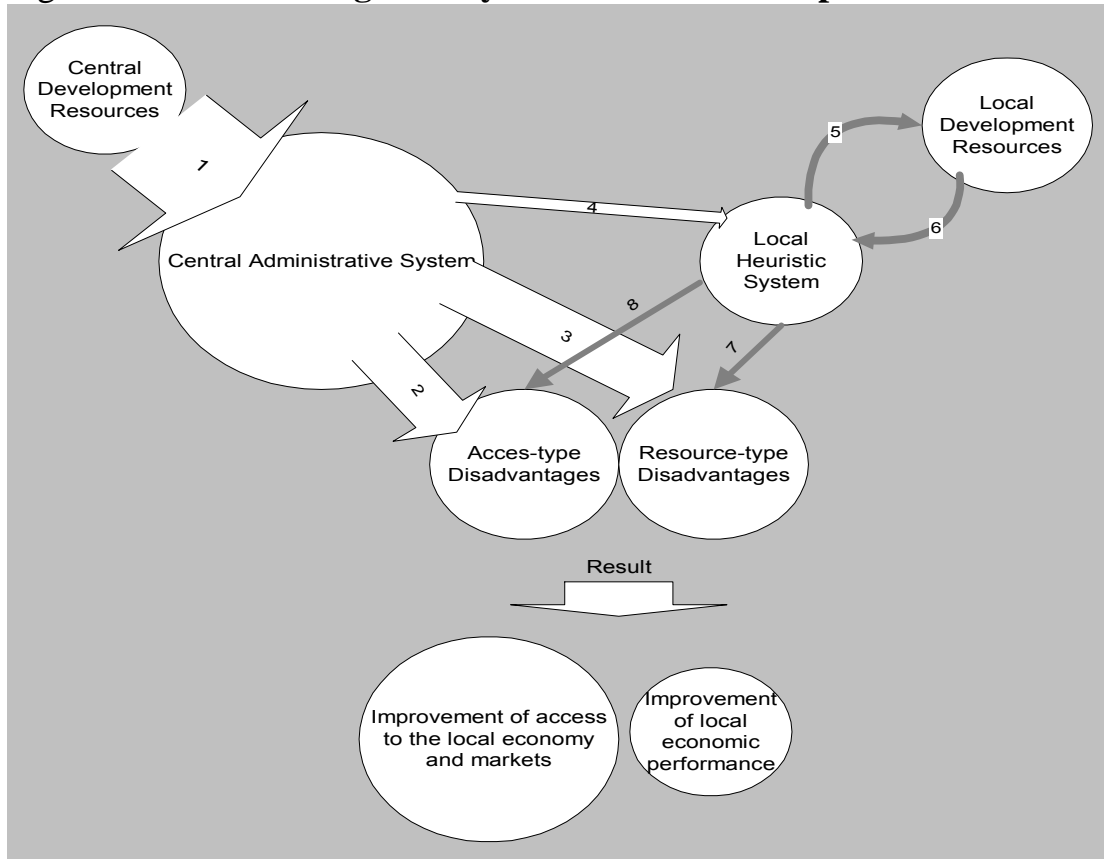 Central
Development
Resources
Local
Development
Resources
1
5
4
6
Local
Heuristic
System
Central Administrative System
8
3
7
2
Acces-type
Disadvantages
Resource-type
Disadvantages
Result
Improvement of access
to the local economy
and markets
Improvement
of local
economic
performance